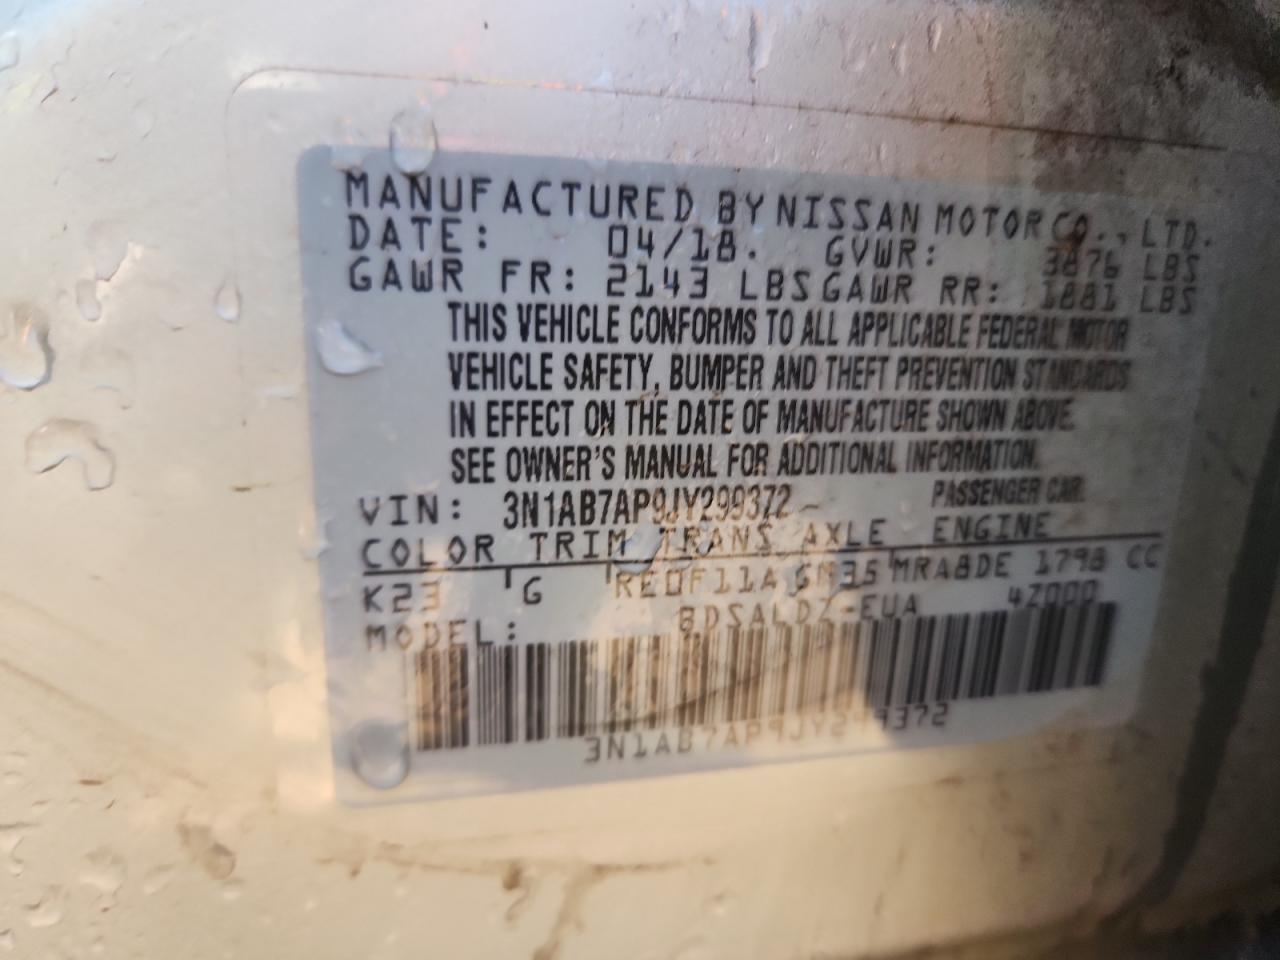 MANUFACTURED BY NISSAN MOTOR CO., LTD.
DATE: 04/18. GVWR: 3876 LBS
GAWR FR: 2143 LBS GAWR RR: 1881 LBS
THIS VEHICLE CONFORMS TO ALL APPLICABLE FEDERAL MOTOR
VEHICLE SAFETY, BUMPER AND THEFT PREVENTION STANDARDS
IN EFFECT ON THE DATE OF MANUFACTURE SHOWN ABOVE.
SEE OWNER'S MANUAL FOR ADDITIONAL INFORMATION.
VIN: 3N1AB7AP9JY299372 PASSENGER CAR
COLOR TRIM TRANS AXLE ENGINE
K23 G RE0F11A GM35 MRA8DE 1798 CC
MODEL: BDSALDZ-EUA 4Z000
3N1AB7AP9JY299372